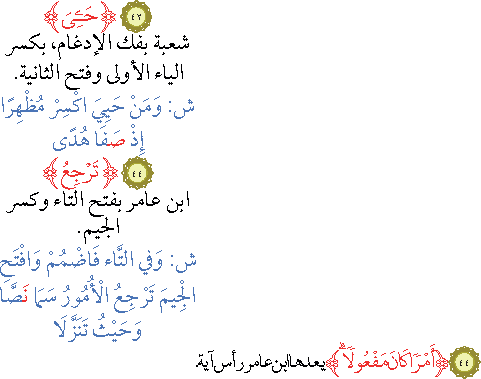 ٤٢ ﴿حَـِّىَ﴾
شعبة بفك الإدغام، بكسر
الياء الأولى وفتح الثانية.
ش: وَمَنْ حَيِيَ اكْسِرْ مُظْهِرًا
إِذْ صَفَا هُدًى
٤٤ ﴿تَرْجِعُ﴾
ابن عامر بفتح التاء وكسر
الجيم.
ش: وَفِي التَّاء فَاضْمُمْ وَافْتَحِ
الْجِيمَ تَرْجِعُ الْأُمُورُ سَمَا نَصًّا
وَحَيْثُ تَنَزَّلَا
٤٤ ﴿أَمْرًا كَانَ مَفْعُولًا﴾ يعدها ابن عامر رأس آية.